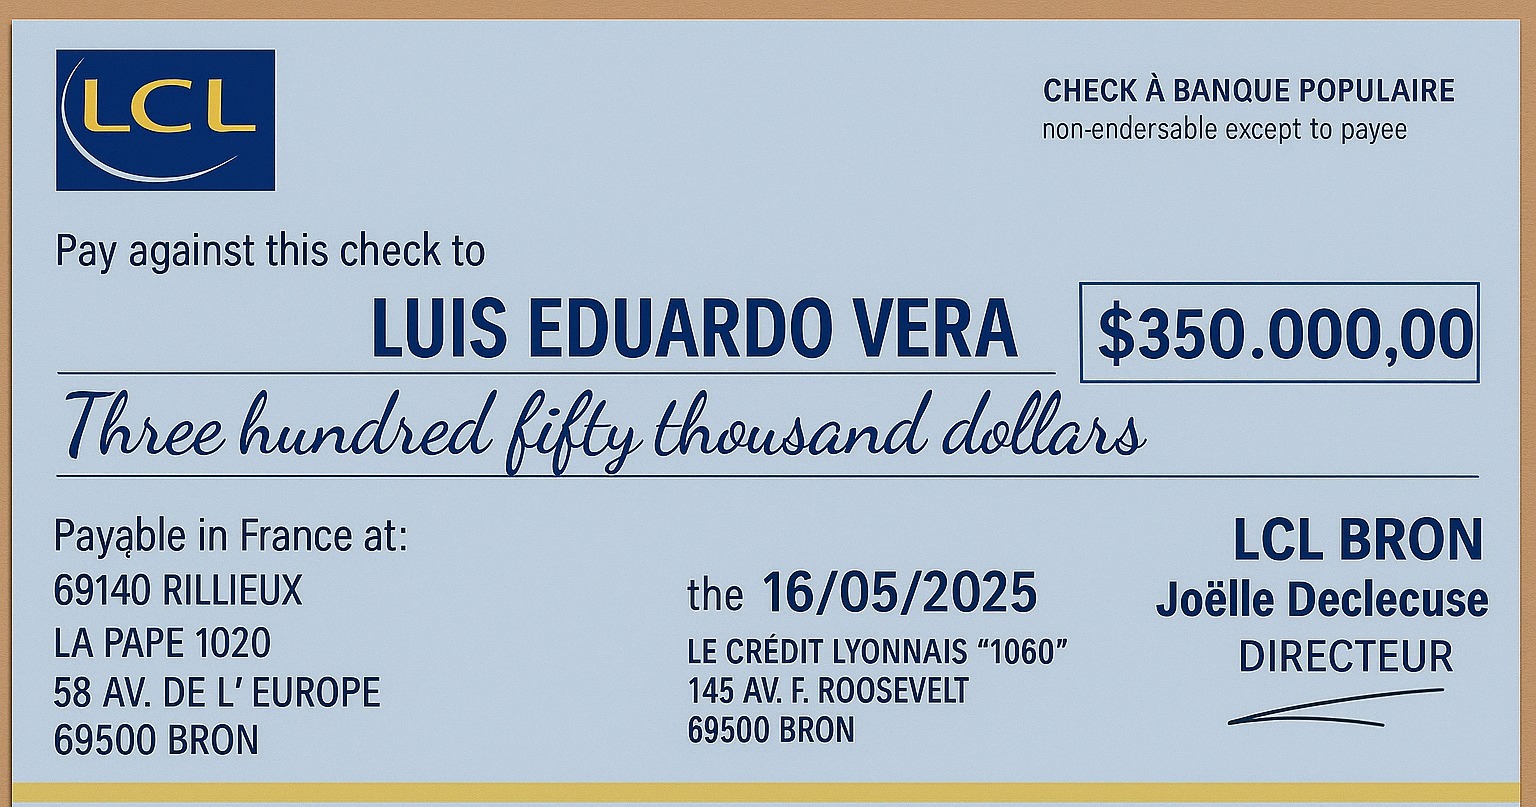 LCL
CHECK À BANQUE POPULAIRE
non-endersable except to payee
Pay against this check to
LUIS EDUARDO VERA
$350.000,00
Three hundred fifty thousand dollars
Payable in France at:
69140 RILLIEUX
LA PAPE 1020
58 AV. DE L’ EUROPE
69500 BRON
the 16/05/2025
LE CRÉDIT LYONNAIS “1060”
145 AV. F. ROOSEVELT
69500 BRON
LCL BRON
Joëlle Declecuse
DIRECTEUR